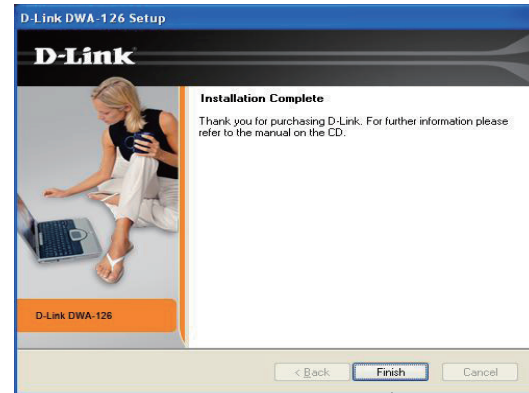 D-Link DWA-126 Setup
D-Link
Installation Complete
Thank you for purchasing D-Link. For further information please
refer to the manual on the CD.
D-Link DWA-126
< Back
Finish
Cancel